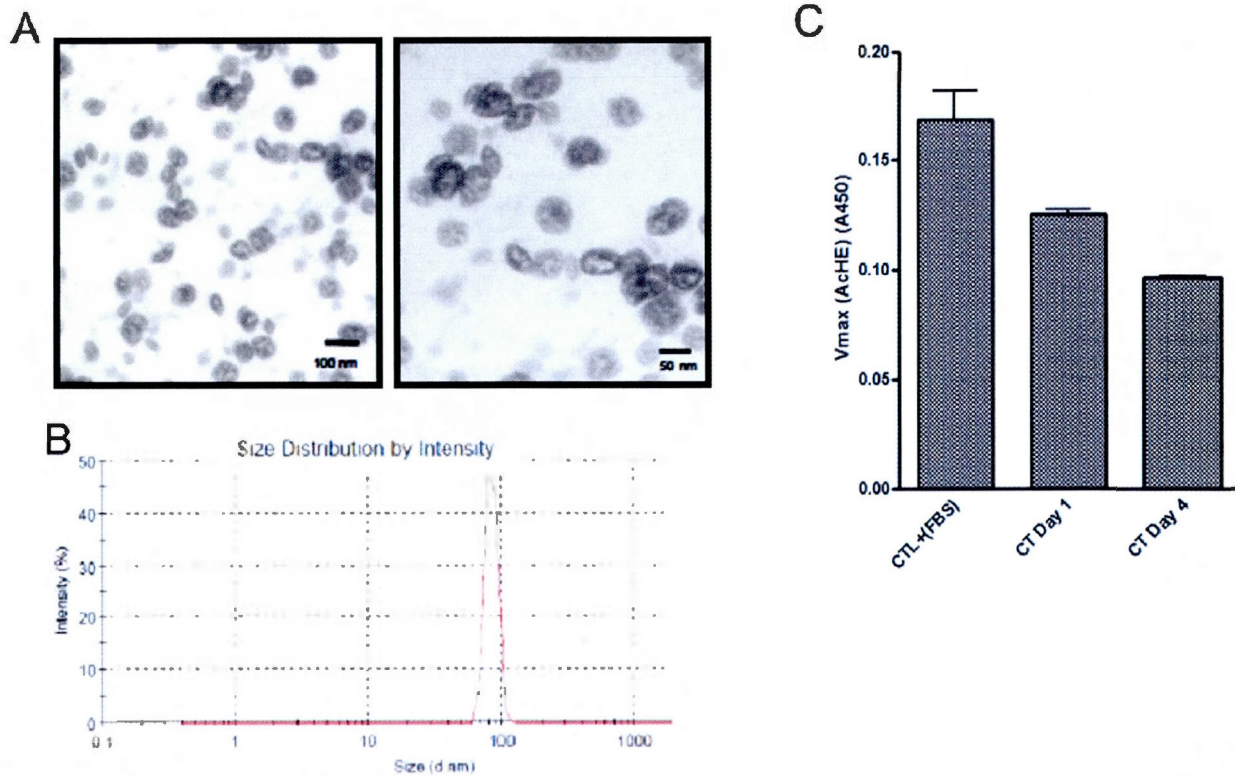 A
100 nm
50 nm
B
Size Distribution by Intensity
Intensity (%)
50
40
30
20
10
0
0.1
1
10
100
1000
Size (d.nm)
C
Vmax (AcHE) (A450)
0.20
0.15
0.10
0.05
0.00
CTL+(FBS)
CT Day 1
CT Day 4